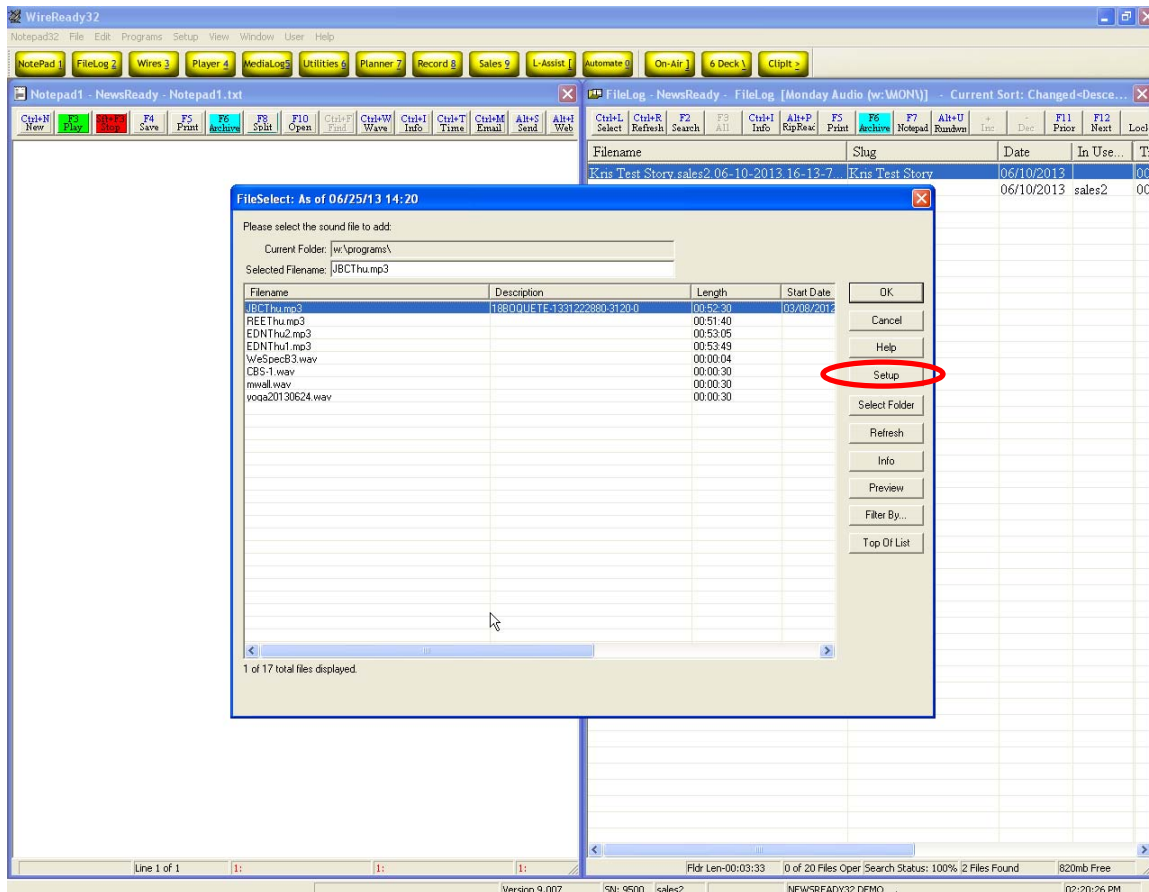 WireReady32
Notepad32 File Edit Programs Setup View Window User Help
NotePad 1 FileLog 2 Wires 3 Player 4 MediaLog5 Utilities 6 Planner 7 Record 8 Sales 9 L-Assist [ Automate 0 On-Air ] 6 Deck \ ClipIt >
Notepad1 - NewsReady - Notepad1.txt
FileLog - NewsReady - FileLog [Monday Audio (w:\MON\)] - Current Sort: Changed<Desce...
Ctrl+N F3 Sft+F3 F4 F5 F6 F8 F10 Ctrl+F Ctrl+W Ctrl+I Ctrl+T Ctrl+M Alt+S Alt+I
New Play Stop Save Print Archive Split Open Find Wave Info Time Email Send Web
Ctrl+L Ctrl+R F2 F3 Ctrl+I Alt+P F5 F6 F7 Alt+U + - F11 F12
Select Refresh Search All Info RipRead Print Archive Notepad Rundwn Inc Dec Prior Next Lock
Filename Slug Date In Use...
Kris Test Story.sales2.06-10-2013.16-13-7... Kris Test Story 06/10/2013 00
06/10/2013 sales2 00
FileSelect: As of 06/25/13 14:20
Please select the sound file to add:
Current Folder: w:\programs\
Selected Filename: JBCThu.mp3
Filename Description Length Start Date
JBCThu.mp3 18BOQUETE-1331222880-3120-0 00:52:30 03/08/2012
REEThu.mp3 00:51:40
EDNThu2.mp3 00:53:05
EDNThu1.mp3 00:53:49
WeSpecB3.wav 00:00:04
CBS-1.wav 00:00:30
mwall.wav 00:00:30
yoga20130624.wav 00:00:30
OK
Cancel
Help
Setup
Select Folder
Refresh
Info
Preview
Filter By...
Top Of List
1 of 17 total files displayed.
Line 1 of 1 1: 1: 1:
Fldr Len-00:03:33 0 of 20 Files Oper Search Status: 100% 2 Files Found 820mb Free
Version 9.007 SN: 9500 sales2 NEWSREADY32 DEMO 02:20:26 PM